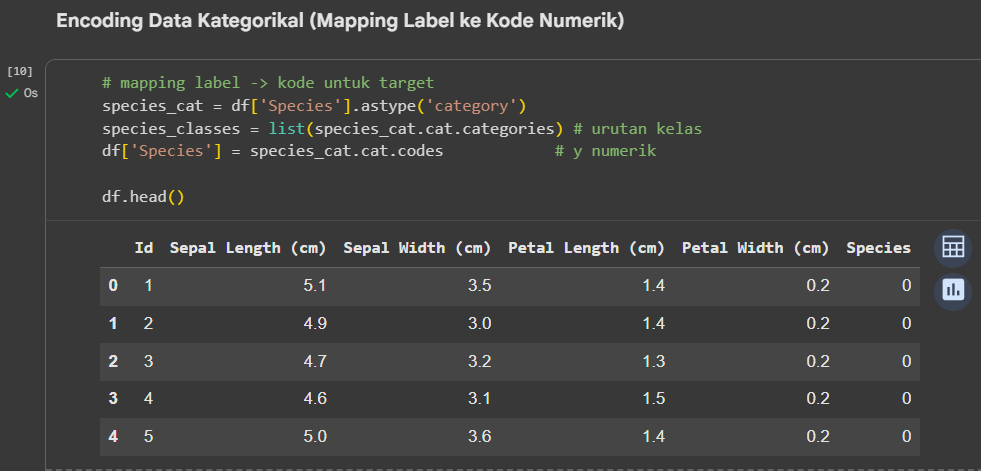 Encoding Data Kategorikal (Mapping Label ke Kode Numerik)
[10]
0s
# mapping label -> kode untuk target
species_cat = df['Species'].astype('category')
species_classes = list(species_cat.cat.categories) # urutan kelas
df['Species'] = species_cat.cat.codes # y numerik
df.head()
Id Sepal Length (cm) Sepal Width (cm) Petal Length (cm) Petal Width (cm) Species
0 1 5.1 3.5 1.4 0.2 0
1 2 4.9 3.0 1.4 0.2 0
2 3 4.7 3.2 1.3 0.2 0
3 4 4.6 3.1 1.5 0.2 0
4 5 5.0 3.6 1.4 0.2 0